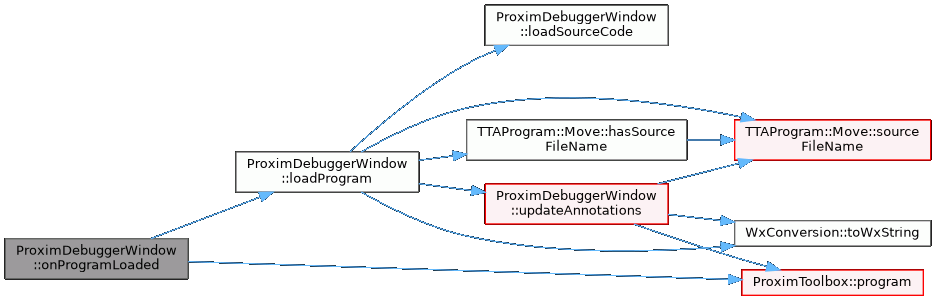 ProximDebuggerWindow
::loadSourceCode
TTAProgram::Move::hasSource
FileName
TTAProgram::Move::source
FileName
ProximDebuggerWindow
::loadProgram
ProximDebuggerWindow
::updateAnnotations
WxConversion::toWxString
ProximDebuggerWindow
::onProgramLoaded
ProximToolbox::program